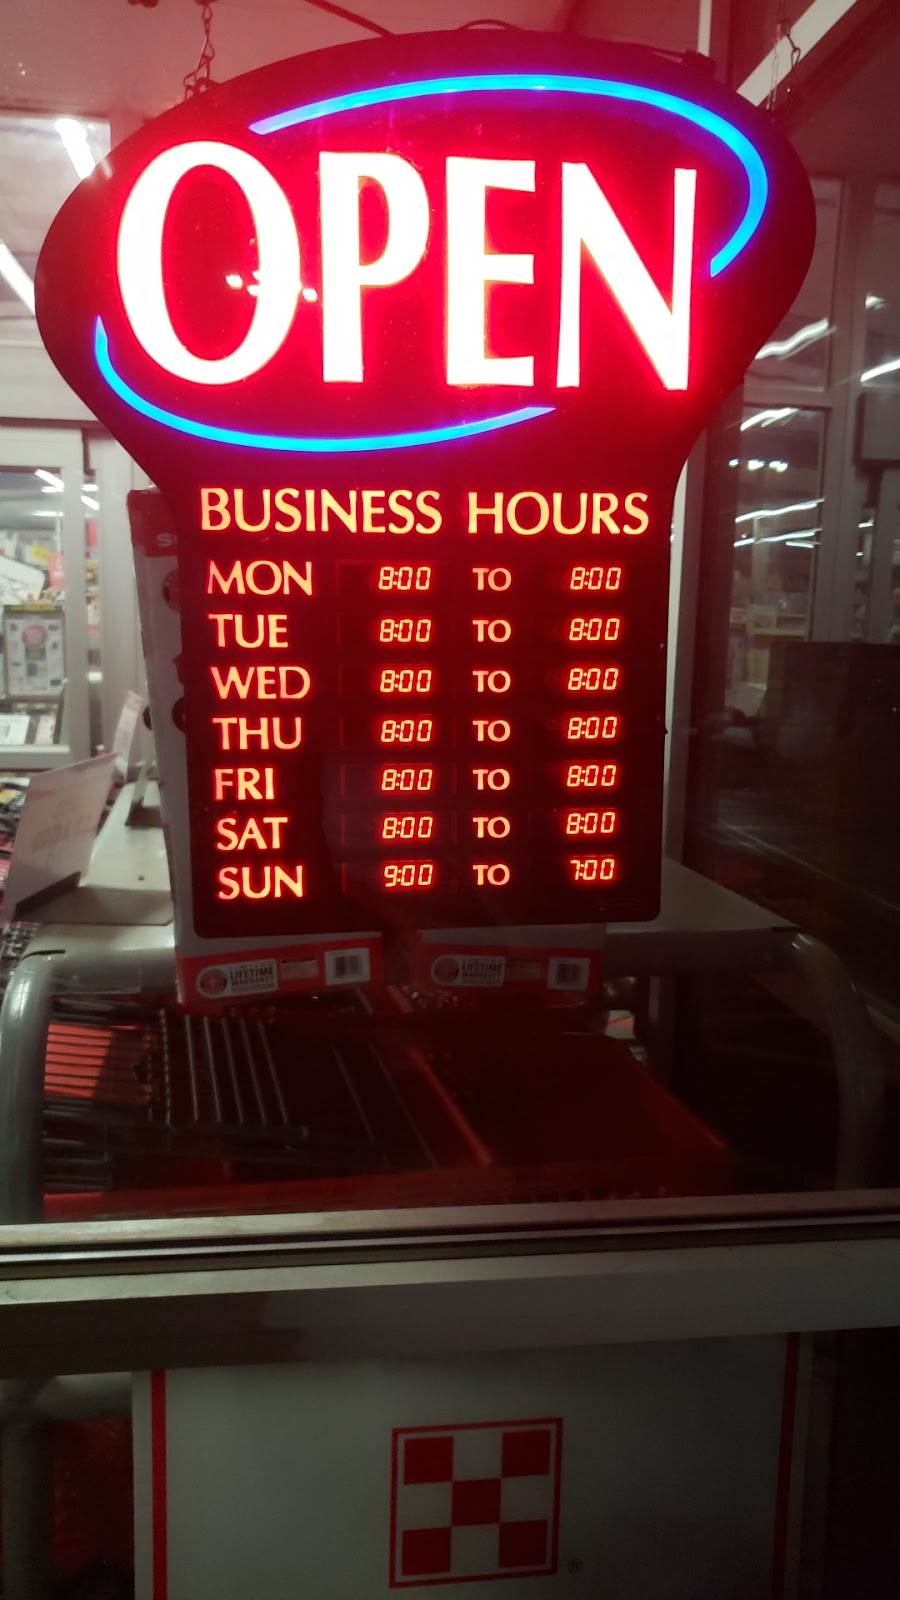 OPEN
BUSINESS HOURS
MON 8:00 TO 8:00
TUE 8:00 TO 8:00
WED 8:00 TO 8:00
THU 8:00 TO 8:00
FRI 8:00 TO 8:00
SAT 8:00 TO 8:00
SUN 9:00 TO 7:00
LIFETIME
WARRANTY
LIFETIME
WARRANTY
®